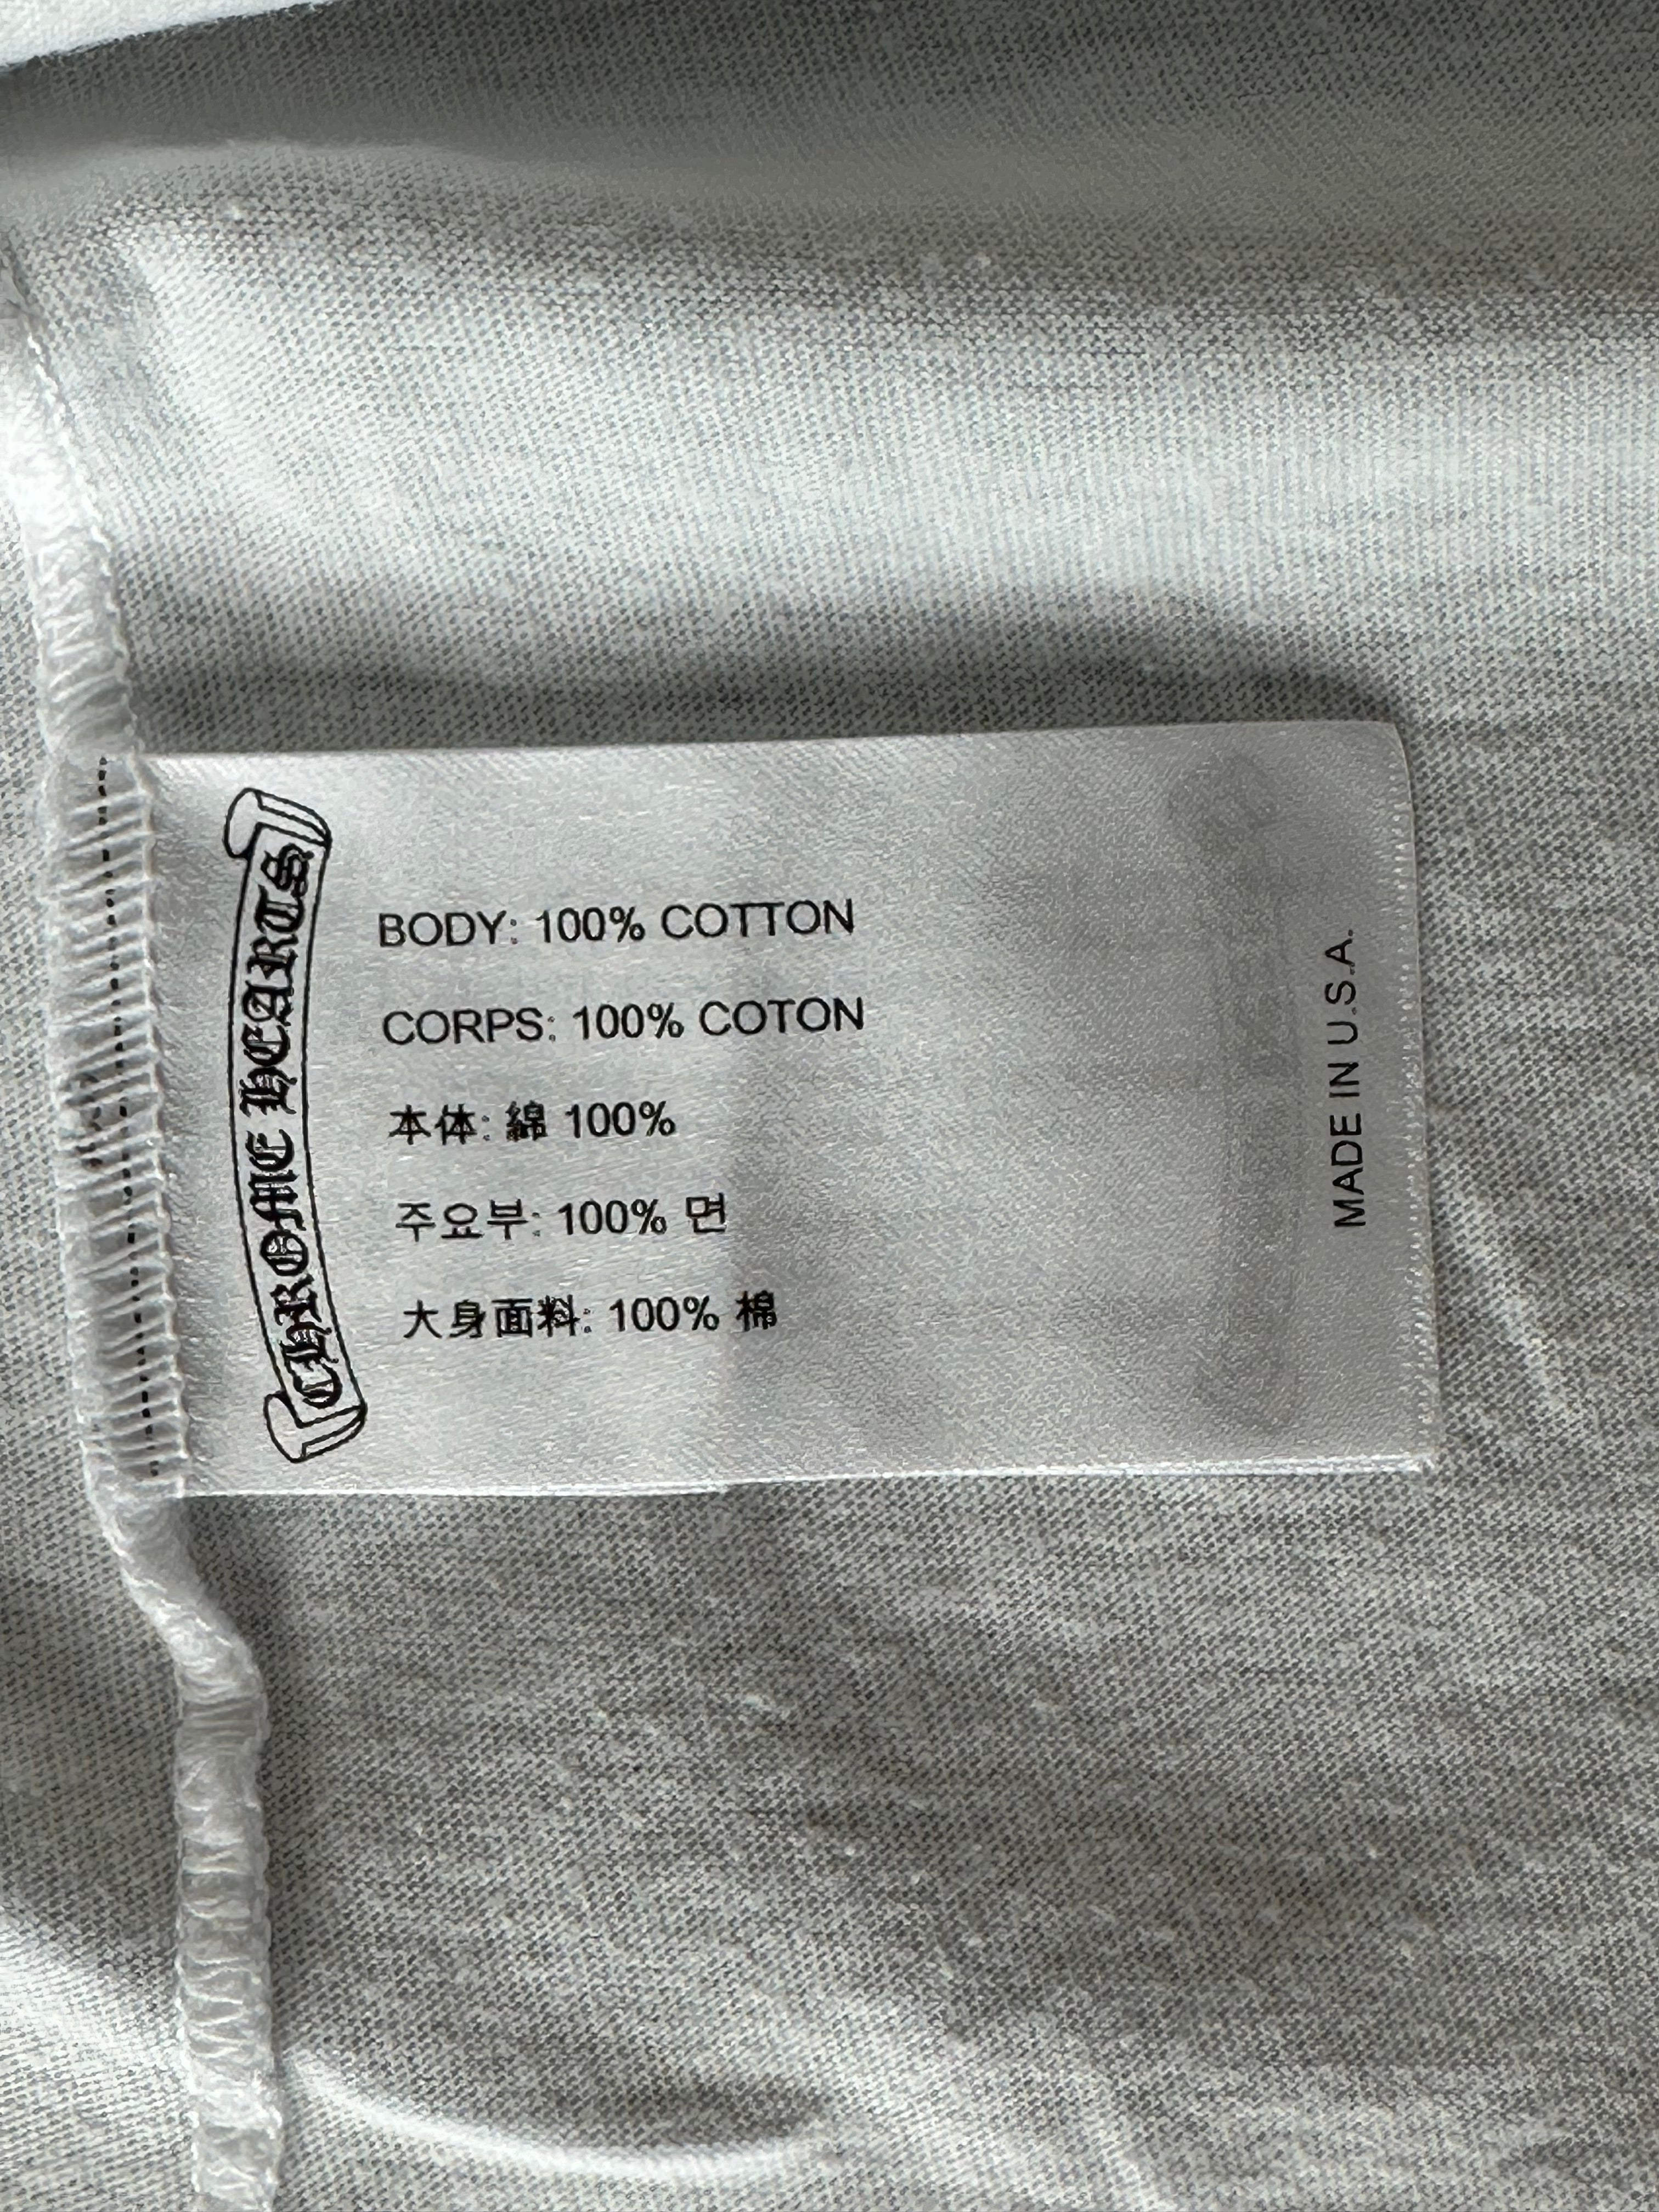 CHROME HEARTS
BODY: 100% COTTON
CORPS: 100% COTON
本体: 綿 100%
주요부: 100% 면
大身面料: 100% 棉
MADE IN U.S.A.